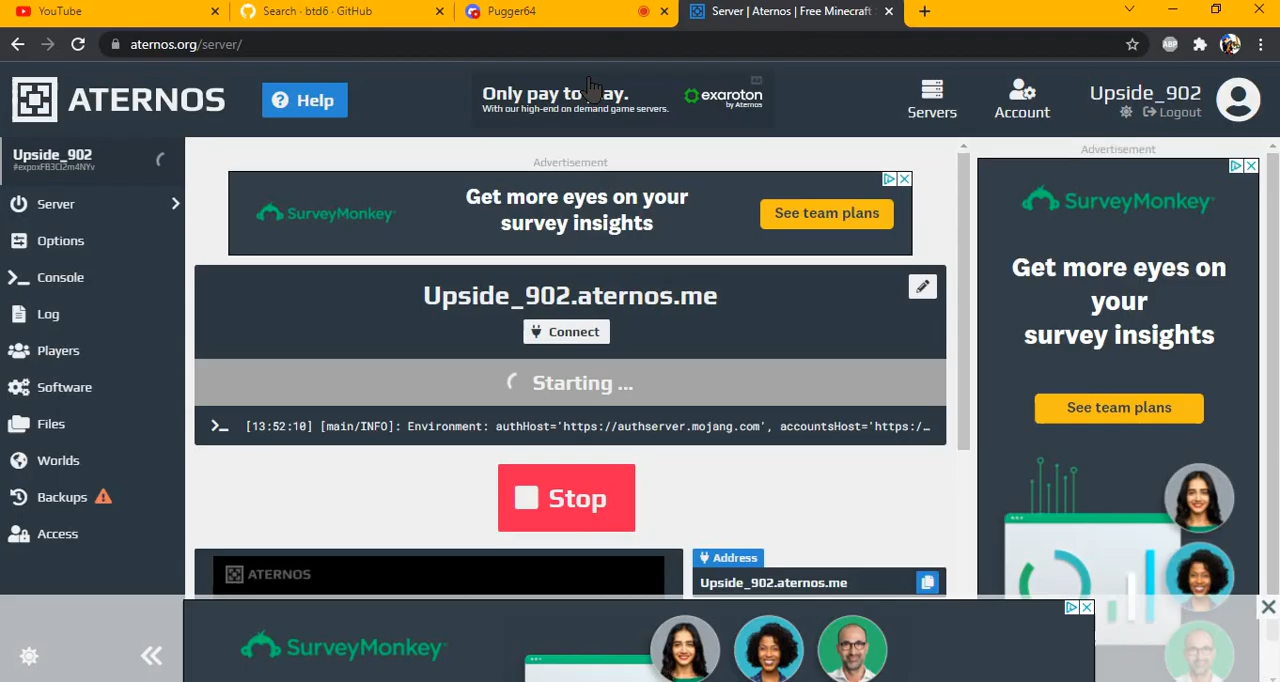 YouTube
Search · btd6 · GitHub
Pugger64
Server | Aternos | Free Minecraft
aternos.org/server/
ABP
ATERNOS
Help
Only pay to
ay.
With our high-end on demand game servers.
Ad
exaroton
by Aternos
Servers
Account
Upside_902
Logout
Upside_902
Server
Options
Console
Log
Players
Software
Files
Worlds
Backups
Access
Advertisement
SurveyMonkey
Get more eyes on your
survey insights
See team plans
Upside_902.aternos.me
Connect
Starting ...
[13:52:10] [main/INFO]: Environment: authHost='https://authserver.mojang.com', accountsHost='https:/…
Stop
ATERNOS
Address
Upside_902.aternos.me
Advertisement
SurveyMonkey
Get more eyes on
your
survey insights
See team plans
SurveyMonkey